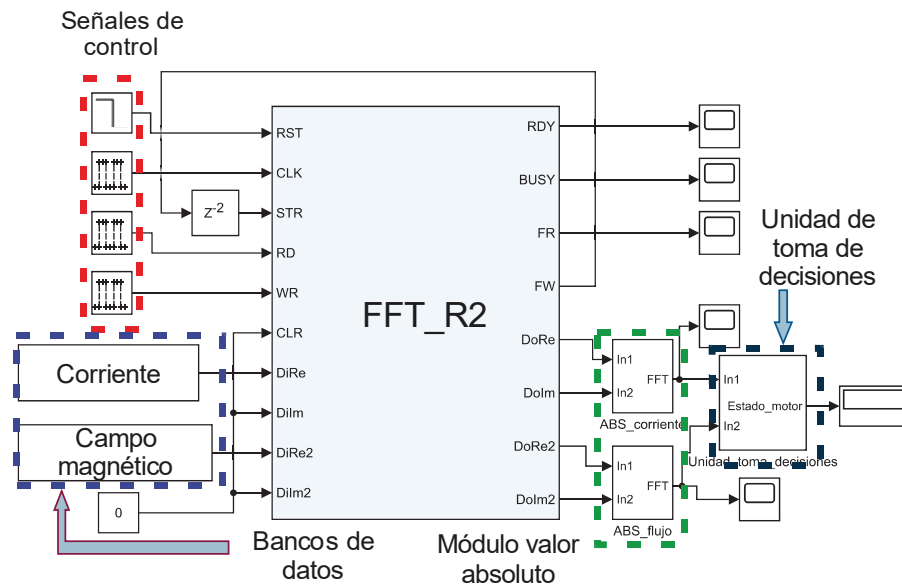 Señales de
control
RST
CLK
STR
RD
WR
CLR
DiRe
DiIm
DiRe2
DiIm2
Z-2
FFT_R2
RDY
BUSY
FR
FW
DoRe
DoIm
DoRe2
DoIm2
Corriente
Campo
magnético
0
Bancos de
datos
Módulo valor
absoluto
In1
In2
FFT
ABS_corriente
In1
In2
FFT
ABS_flujo
Unidad de
toma de
decisiones
In1
In2
Estado_motor
Unidad_toma_decisiones